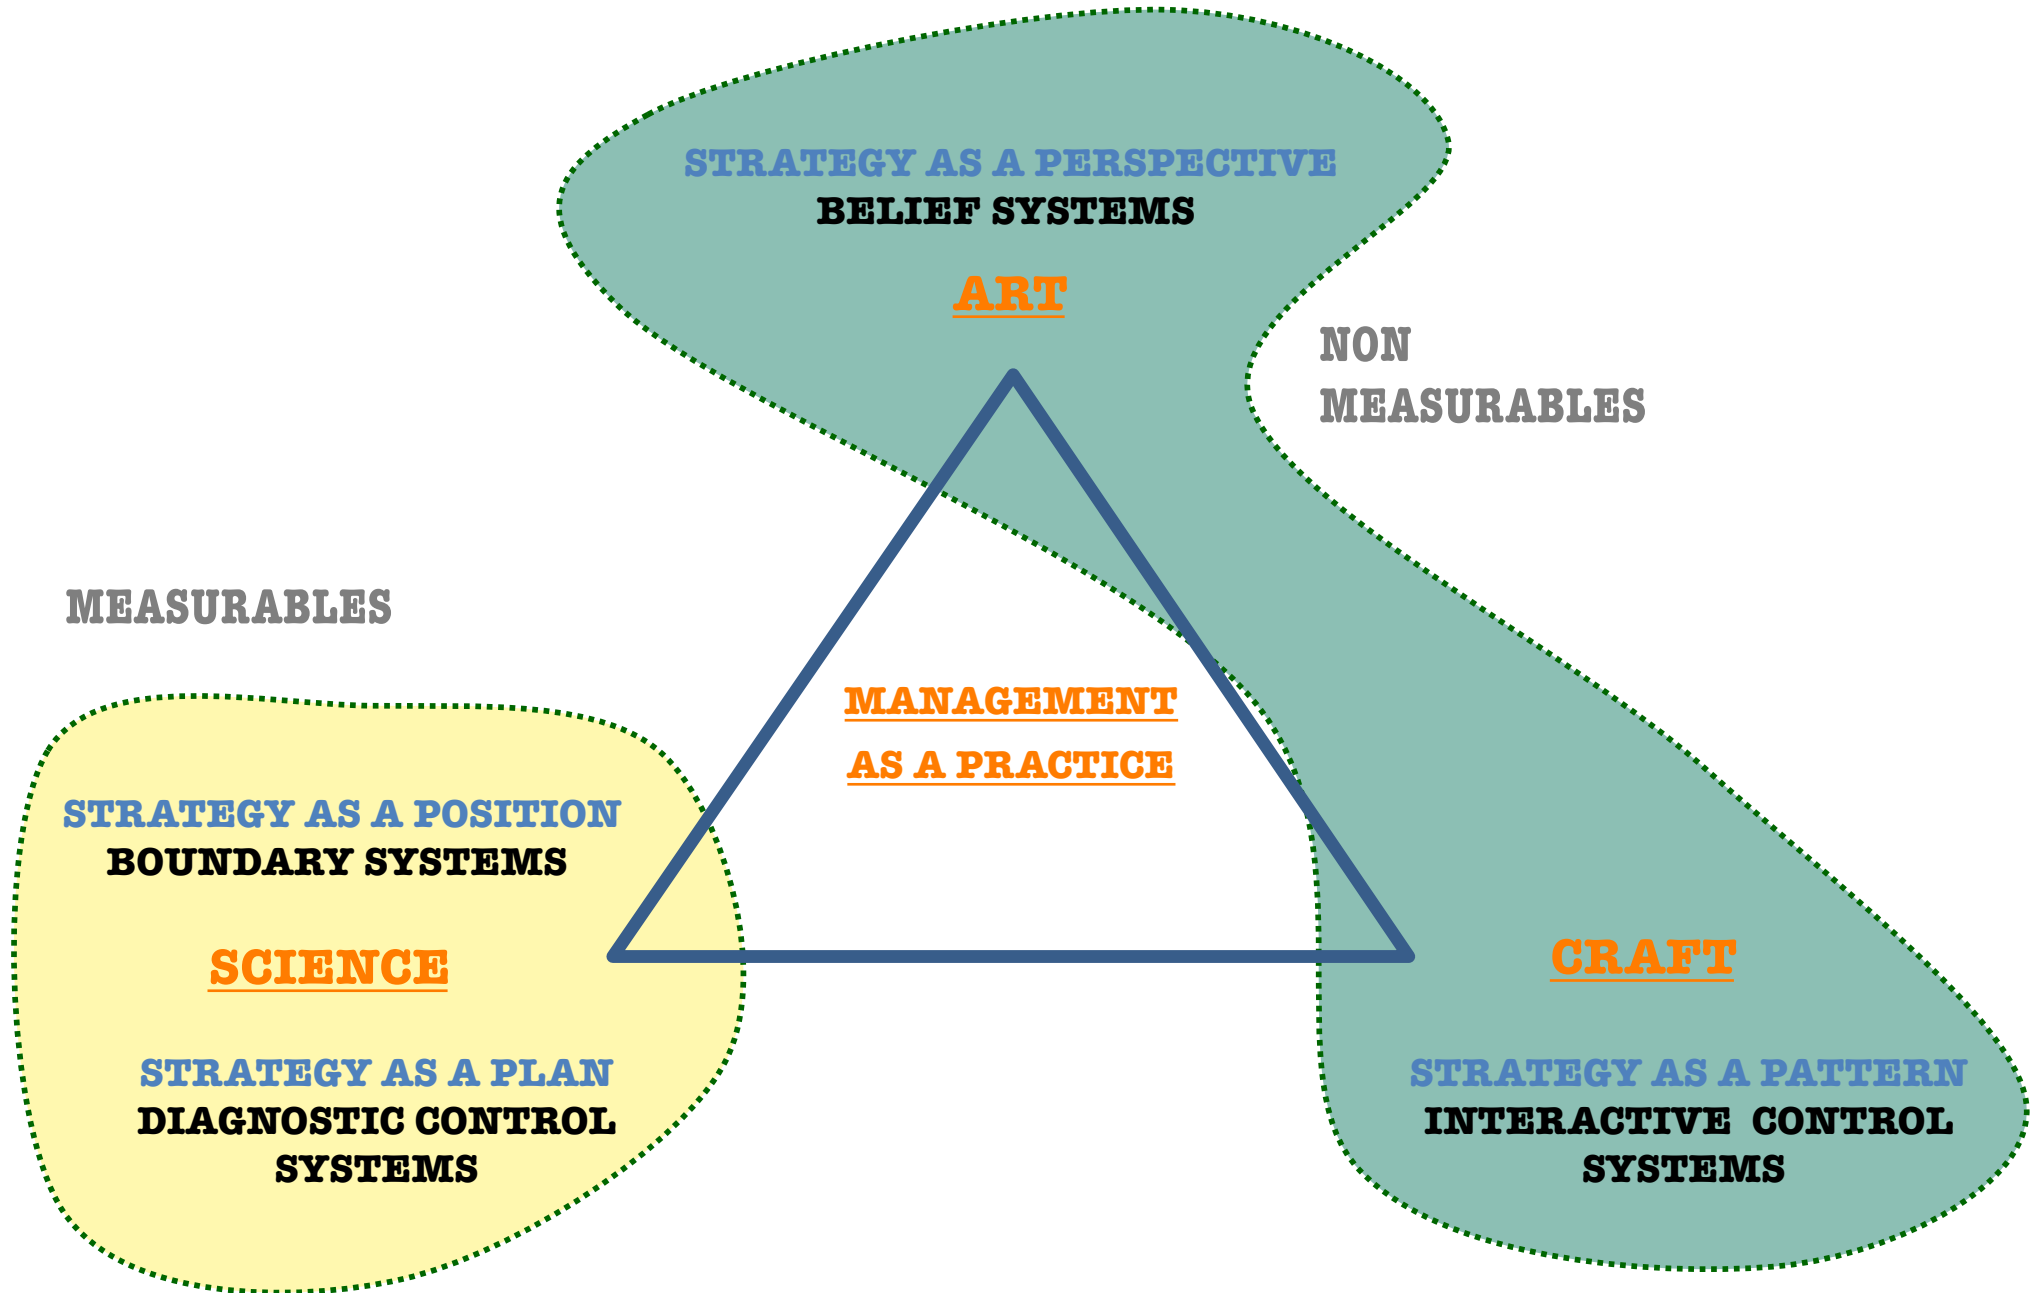 STRATEGY AS A PERSPECTIVE
BELIEF SYSTEMS
ART
NON
MEASURABLES
MEASURABLES
MANAGEMENT
AS A PRACTICE
STRATEGY AS A POSITION
BOUNDARY SYSTEMS
SCIENCE
STRATEGY AS A PLAN
DIAGNOSTIC CONTROL
SYSTEMS
CRAFT
STRATEGY AS A PATTERN
INTERACTIVE CONTROL
SYSTEMS